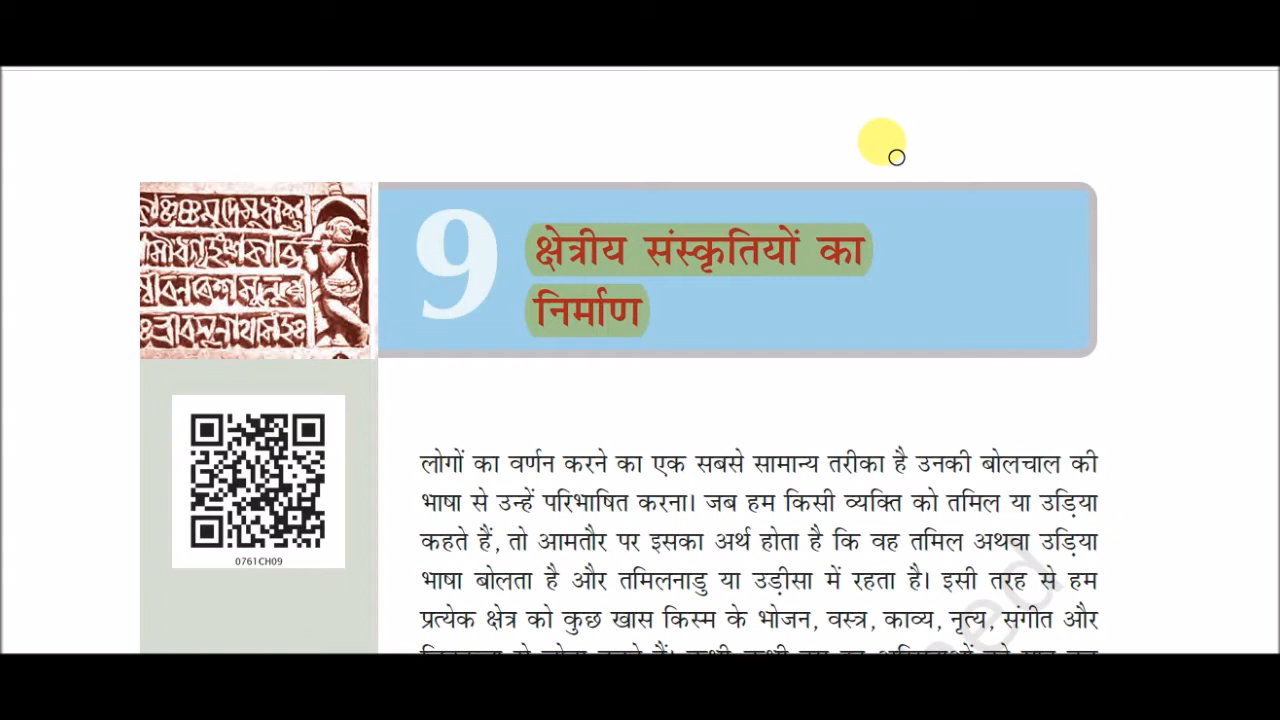 9
क्षेत्रीय संस्कृतियों का
निर्माण
0761CH09
लोगों का वर्णन करने का एक सबसे सामान्य तरीका है उनकी बोलचाल की
भाषा से उन्हें परिभाषित करना। जब हम किसी व्यक्ति को तमिल या उड़िया
कहते हैं, तो आमतौर पर इसका अर्थ होता है कि वह तमिल अथवा उड़िया
भाषा बोलता है और तमिलनाडु या उड़ीसा में रहता है। इसी तरह से हम
प्रत्येक क्षेत्र को कुछ खास किस्म के भोजन, वस्त्र, काव्य, नृत्य, संगीत और